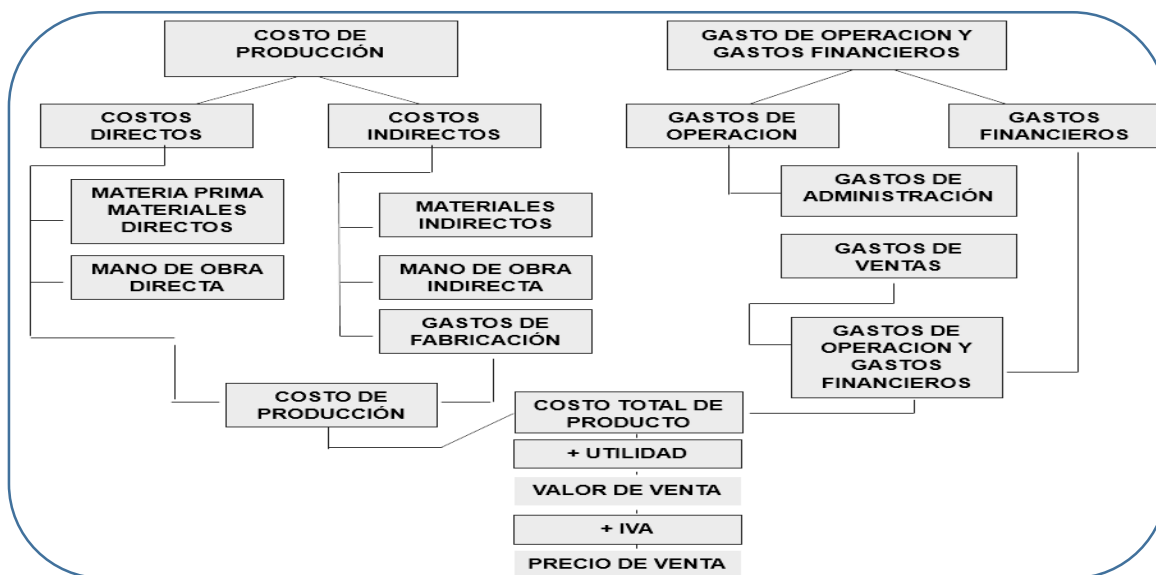 COSTO DE
PRODUCCIÓN
GASTO DE OPERACION Y
GASTOS FINANCIEROS
COSTOS
DIRECTOS
COSTOS
INDIRECTOS
GASTOS DE
OPERACION
GASTOS
FINANCIEROS
MATERIA PRIMA
MATERIALES
DIRECTOS
MATERIALES
INDIRECTOS
GASTOS DE
ADMINISTRACIÓN
MANO DE OBRA
DIRECTA
MANO DE OBRA
INDIRECTA
GASTOS DE
VENTAS
GASTOS DE
FABRICACIÓN
GASTOS DE
OPERACION Y
GASTOS
FINANCIEROS
COSTO DE
PRODUCCIÓN
COSTO TOTAL DE
PRODUCTO
+ UTILIDAD
VALOR DE VENTA
+ IVA
PRECIO DE VENTA